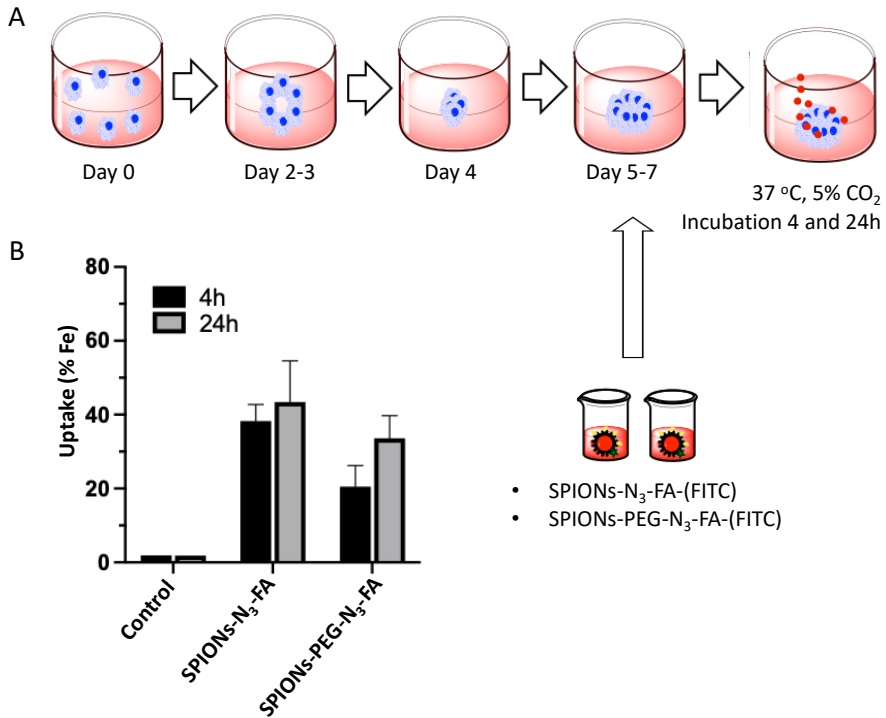 A
Day 0
Day 2-3
Day 4
Day 5-7
37 °C, 5% CO₂
Incubation 4 and 24h
B
80
60
40
20
0
Uptake (% Fe)
4h
24h
Control
SPIONs-N₃-FA
SPIONs-PEG-N₃-FA
• SPIONs-N₃-FA-(FITC)
• SPIONs-PEG-N₃-FA-(FITC)